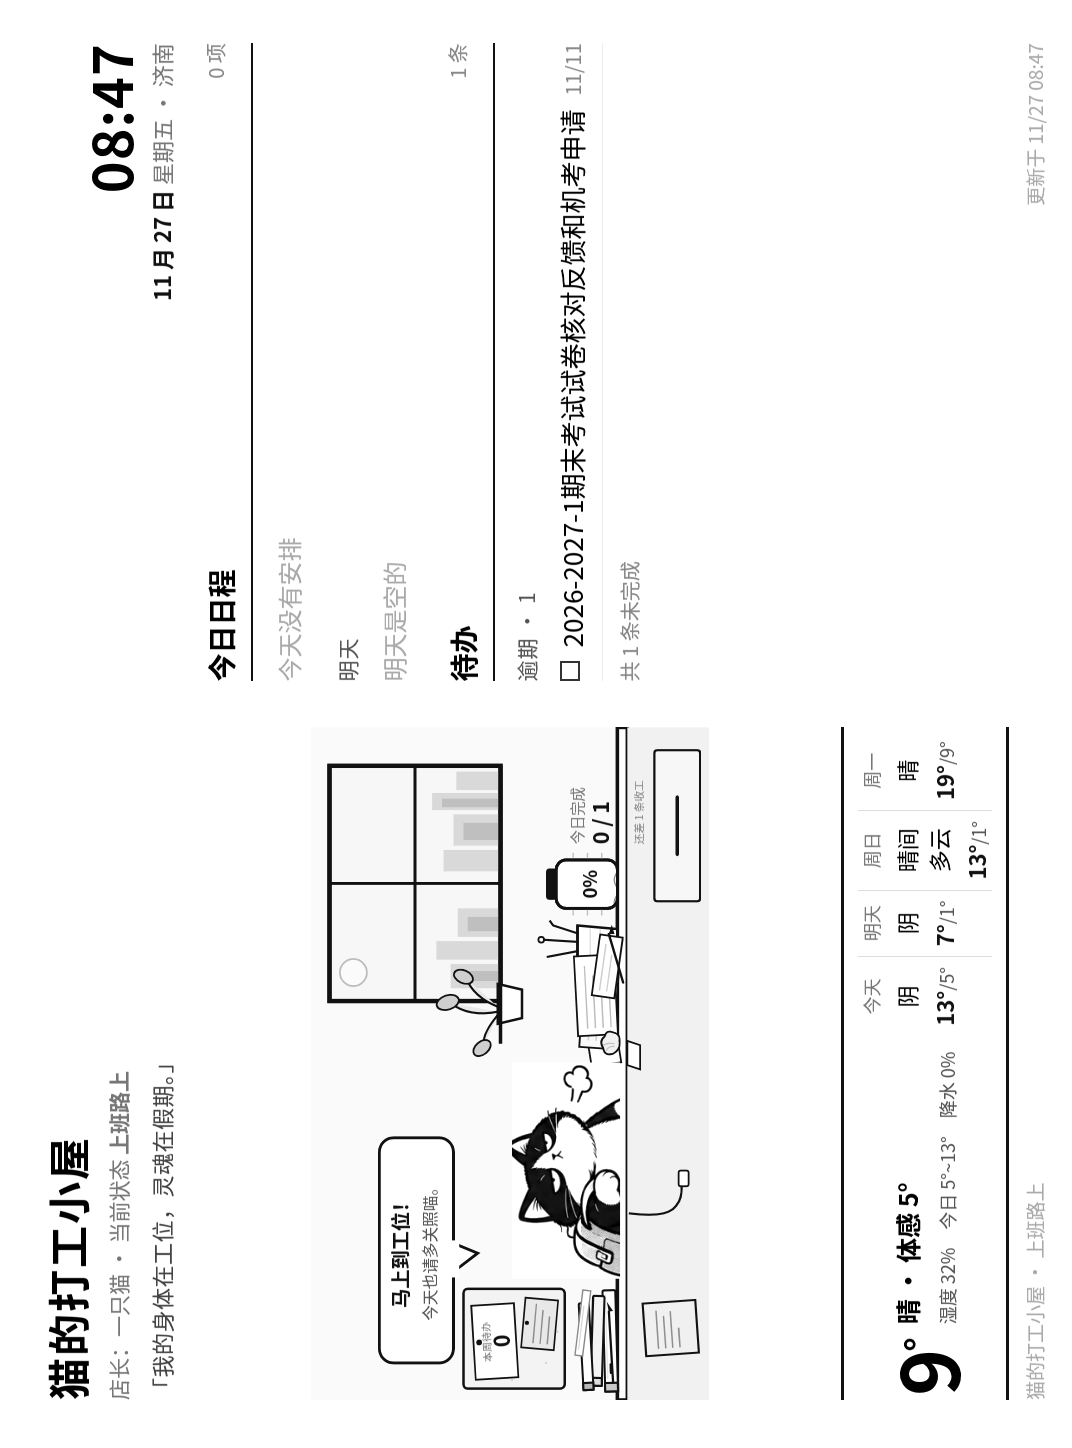 猫的打工小屋
店长：一只猫 · 当前状态 上班路上
「我的身体在工位，灵魂在假期。」
08:47
11 月 27 日 星期五 · 济南
马上到工位!
今天也请多关照喵。
本周待办
0
0%
今日完成
0 / 1
还差 1 条收工
9° 晴 · 体感 5°
湿度 32% 今日 5°~13° 降水 0%
今天
阴
13°/5°
明天
阴
7°/1°
周日
晴间
多云
13°/1°
周一
晴
19°/9°
今日日程 0 项
今天没有安排
明天
明天是空的
待办 1 条
逾期 · 1
2026-2027-1期末考试试卷核对反馈和机考申请 11/11
共 1 条未完成
猫的打工小屋 · 上班路上
更新于 11/27 08:47